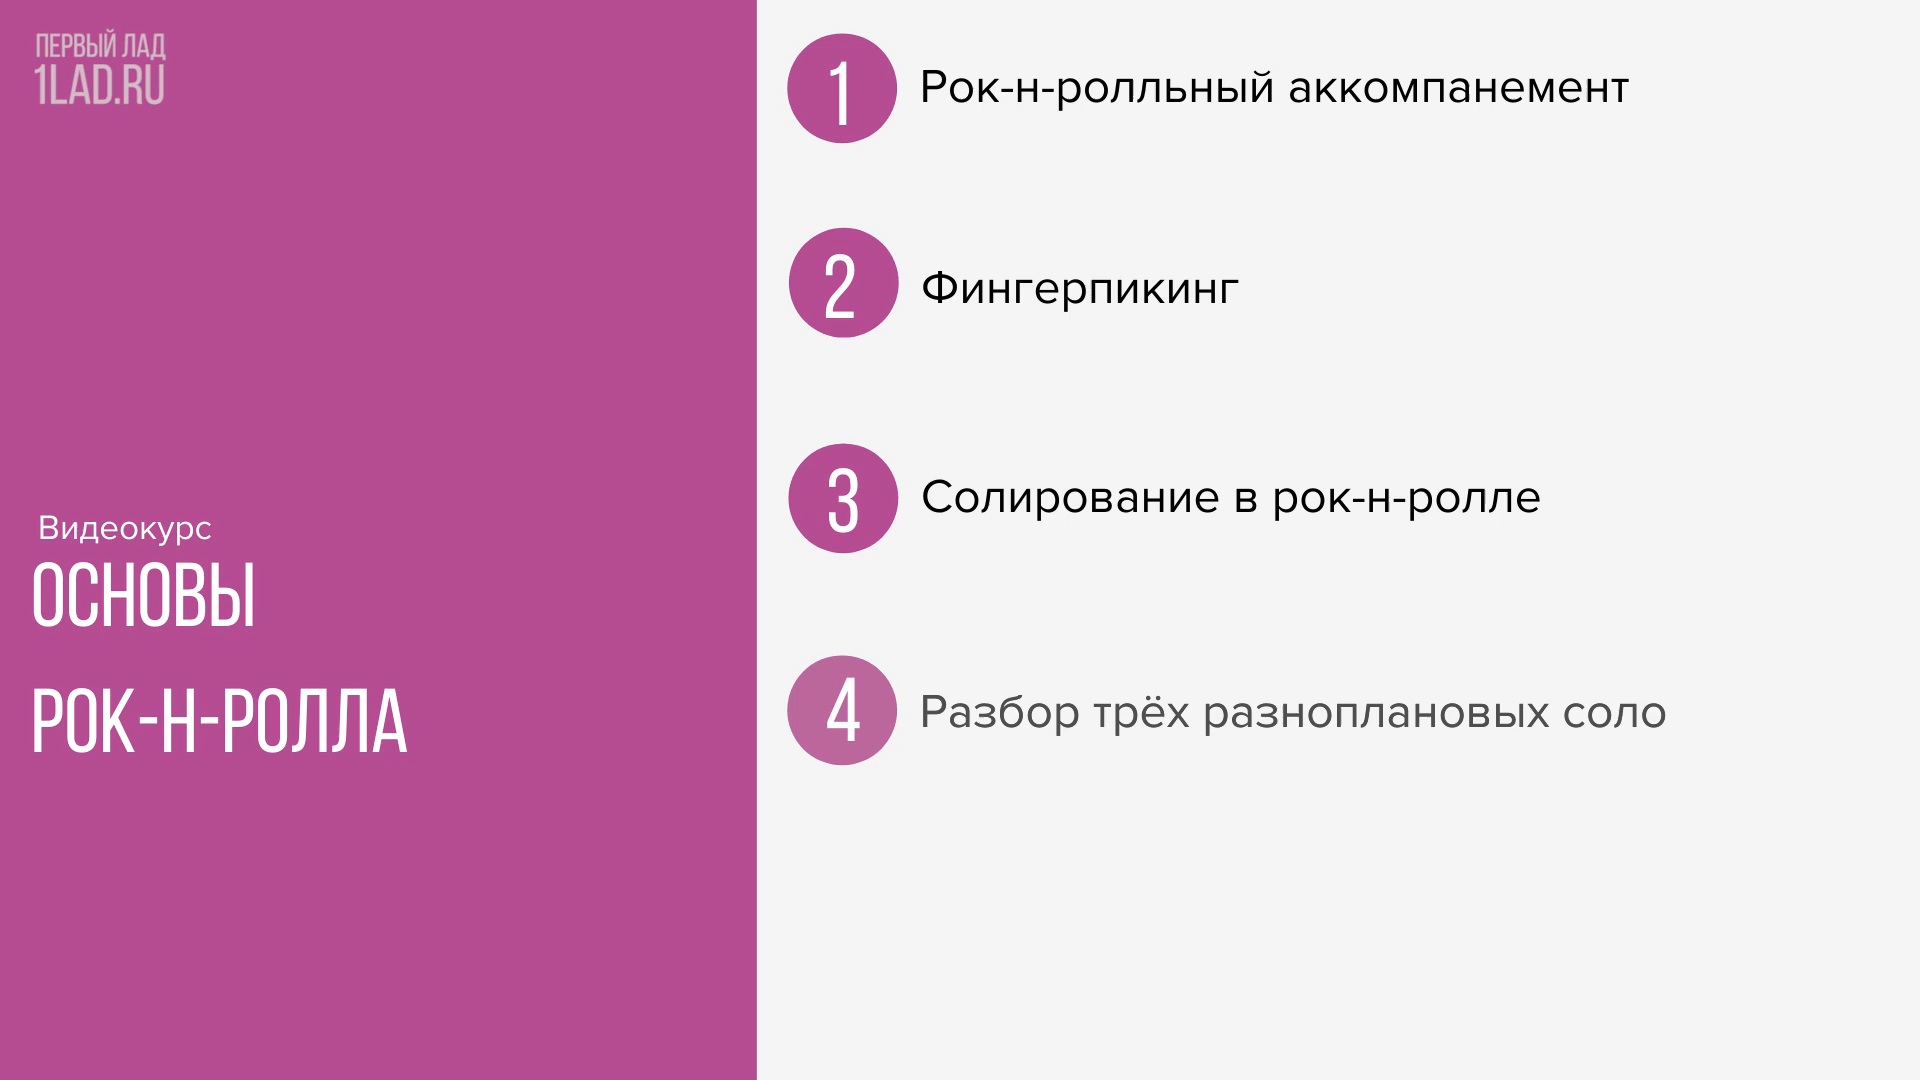 ПЕРВЫЙ ЛАД
1LAD.RU
Видеокурс
ОСНОВЫ
РОК-Н-РОЛЛА
1 Рок-н-ролльный аккомпанемент
2 Фингерпикинг
3 Солирование в рок-н-ролле
4 Разбор трёх разноплановых соло